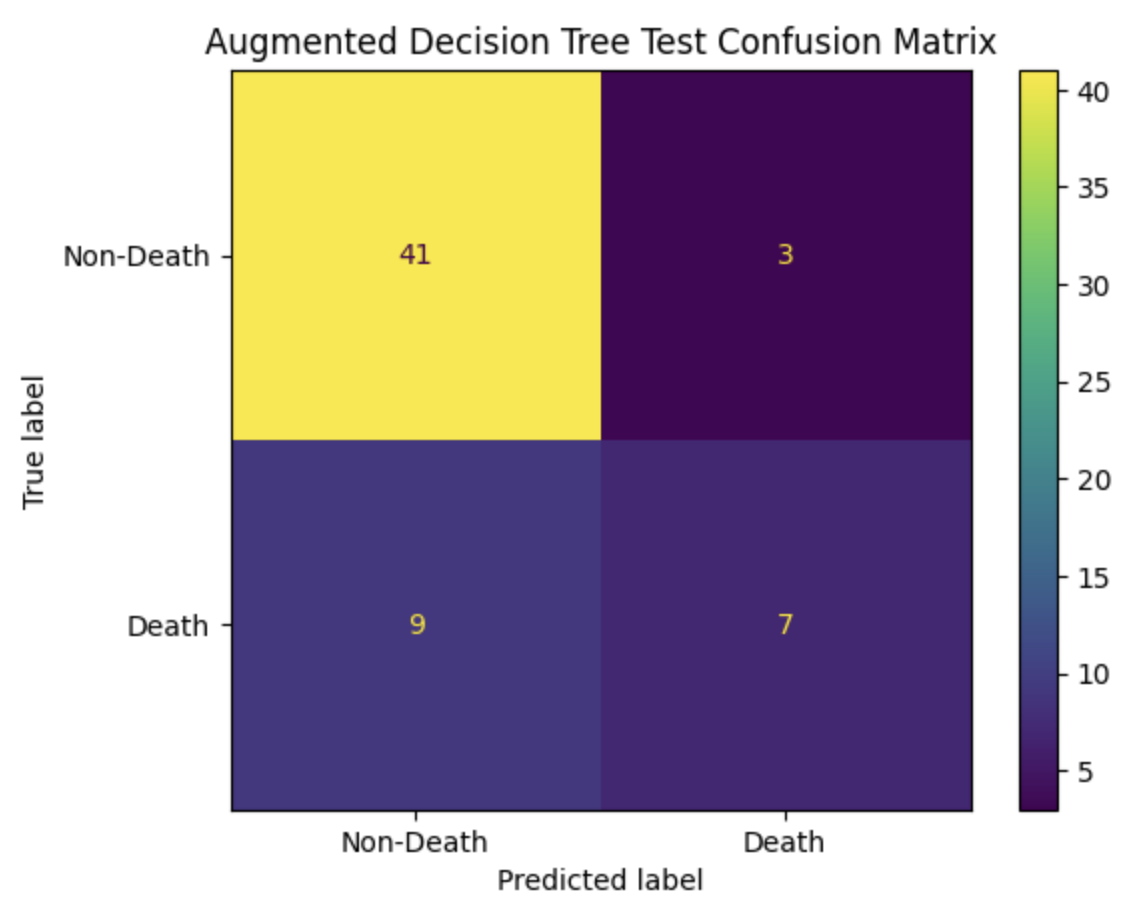 Augmented Decision Tree Test Confusion Matrix
40
35
30
25
20
15
10
5
True label
Non-Death
41
3
Death
9
7
Non-Death
Death
Predicted label